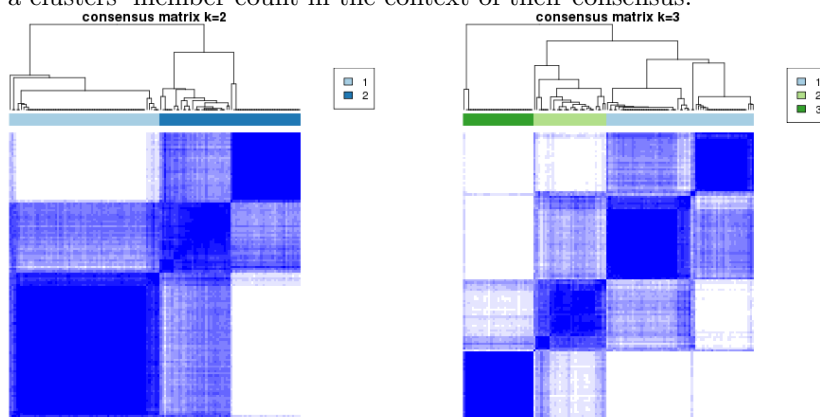 a clusters' member count in the context of their consensus.
consensus matrix k=2
1
2
consensus matrix k=3
1
2
3